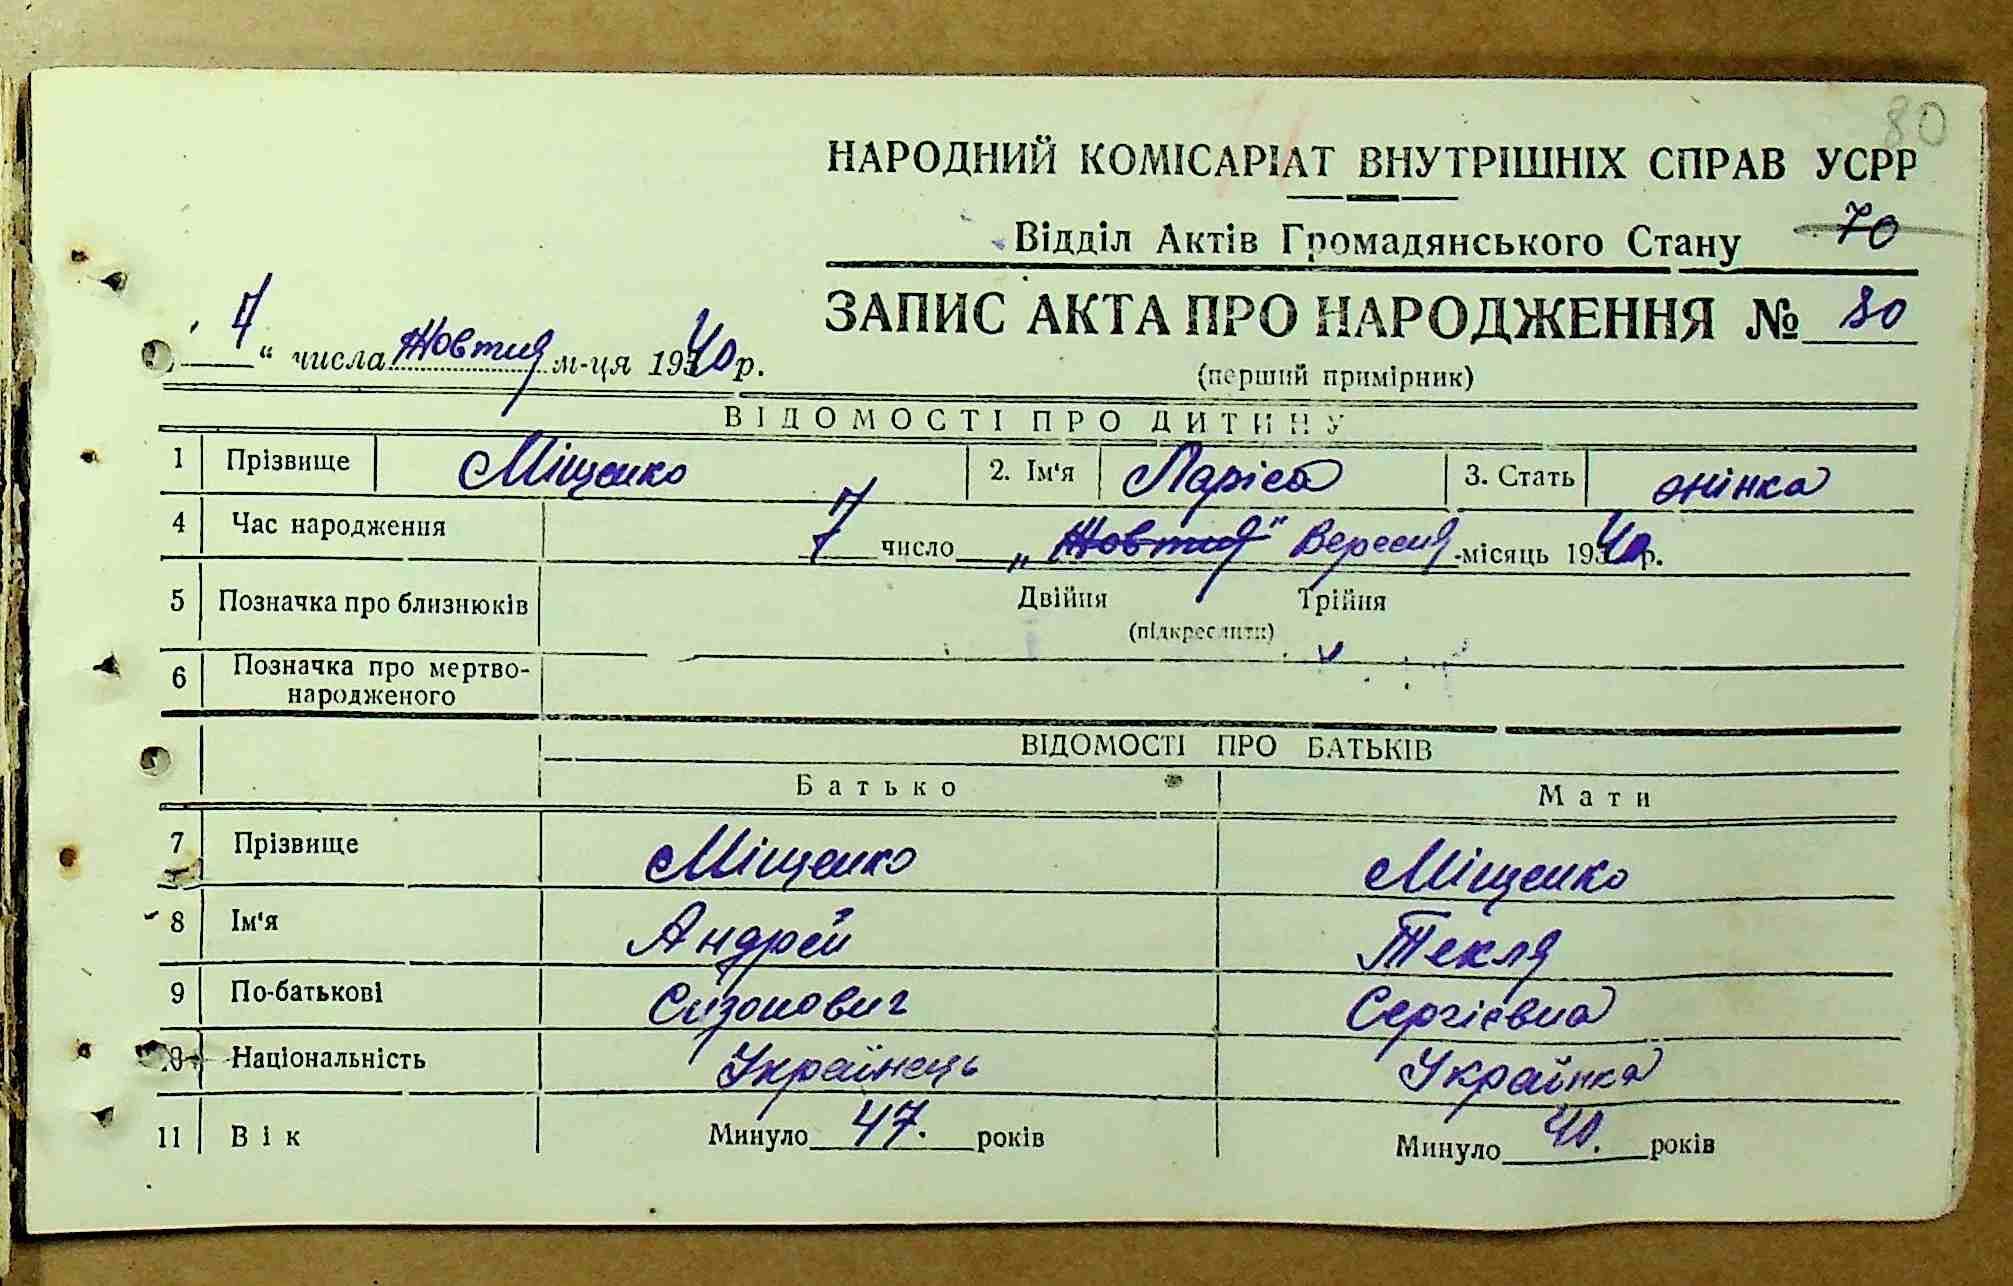 80
НАРОДНИЙ КОМІСАРІАТ ВНУТРІШНІХ СПРАВ УСРР
Відділ Актів Громадянського Стану 70
ЗАПИС АКТА ПРО НАРОДЖЕННЯ № 80
7 " числа Жовтня м-ця 1940 р.
(перший примірник)
ВІДОМОСТІ ПРО ДИТИНУ
1 Прізвище Міщенко 2. Ім'я Ларіса 3. Стать жінка
4 Час народження 7 число „Жовтня" Вересня місяць 1940 р.
5 Позначка про близнюків Двійня Трійня
(підкреслити)
6 Позначка про мертво-
народженого
ВІДОМОСТІ ПРО БАТЬКІВ
Батько Мати
7 Прізвище Міщенко Міщенко
8 Ім'я Андрей Текля
9 По-батькові Сизонович Сергієвна
10 Національність Українець Українка
11 Вік Минуло 47. років Минуло 40. років